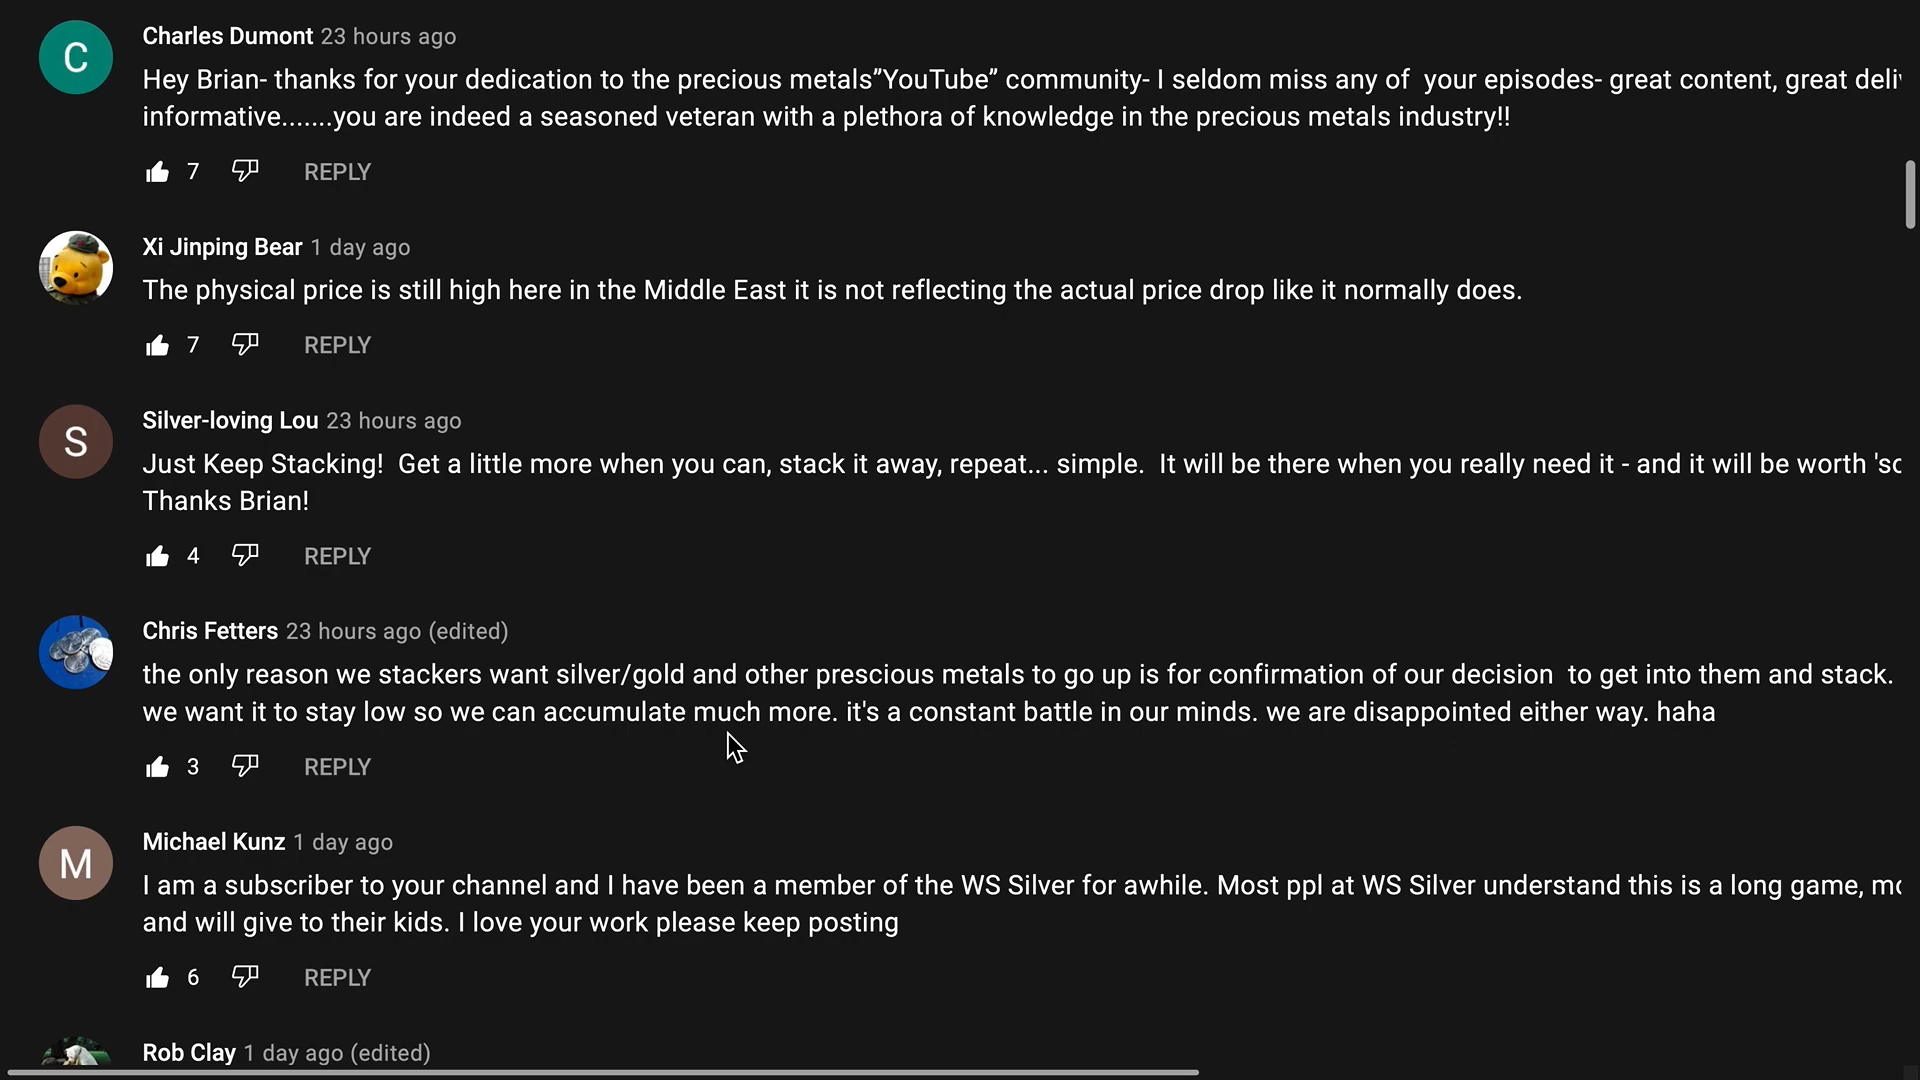 C
Charles Dumont 23 hours ago
Hey Brian- thanks for your dedication to the precious metals”YouTube” community- I seldom miss any of  your episodes- great content, great
informative.......you are indeed a seasoned veteran with a plethora of knowledge in the precious metals industry!!
7 REPLY
Xi Jinping Bear 1 day ago
The physical price is still high here in the Middle East it is not reflecting the actual price drop like it normally does.
7 REPLY
S
Silver-loving Lou 23 hours ago
Just Keep Stacking!  Get a little more when you can, stack it away, repeat... simple.  It will be there when you really need it - and it will be worth
Thanks Brian!
4 REPLY
Chris Fetters 23 hours ago (edited)
the only reason we stackers want silver/gold and other prescious metals to go up is for confirmation of our decision  to get into them and stack.
we want it to stay low so we can accumulate much more. it's a constant battle in our minds. we are disappointed either way. haha
3 REPLY
M
Michael Kunz 1 day ago
I am a subscriber to your channel and I have been a member of the WS Silver for awhile. Most ppl at WS Silver understand this is a long game,
and will give to their kids. I love your work please keep posting
6 REPLY
Rob Clay 1 day ago (edited)